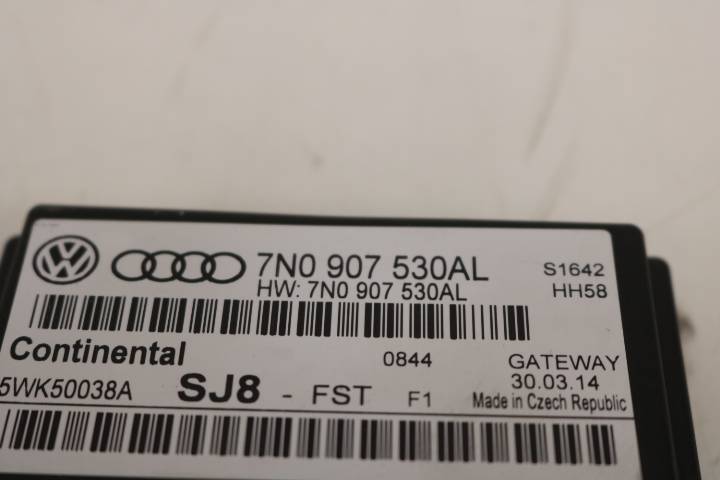 7N0 907 530AL S1642
HW: 7N0 907 530AL HH58
Continental 0844 GATEWAY
5WK50038A SJ8 - FST F1 30.03.14
Made in Czech Republic